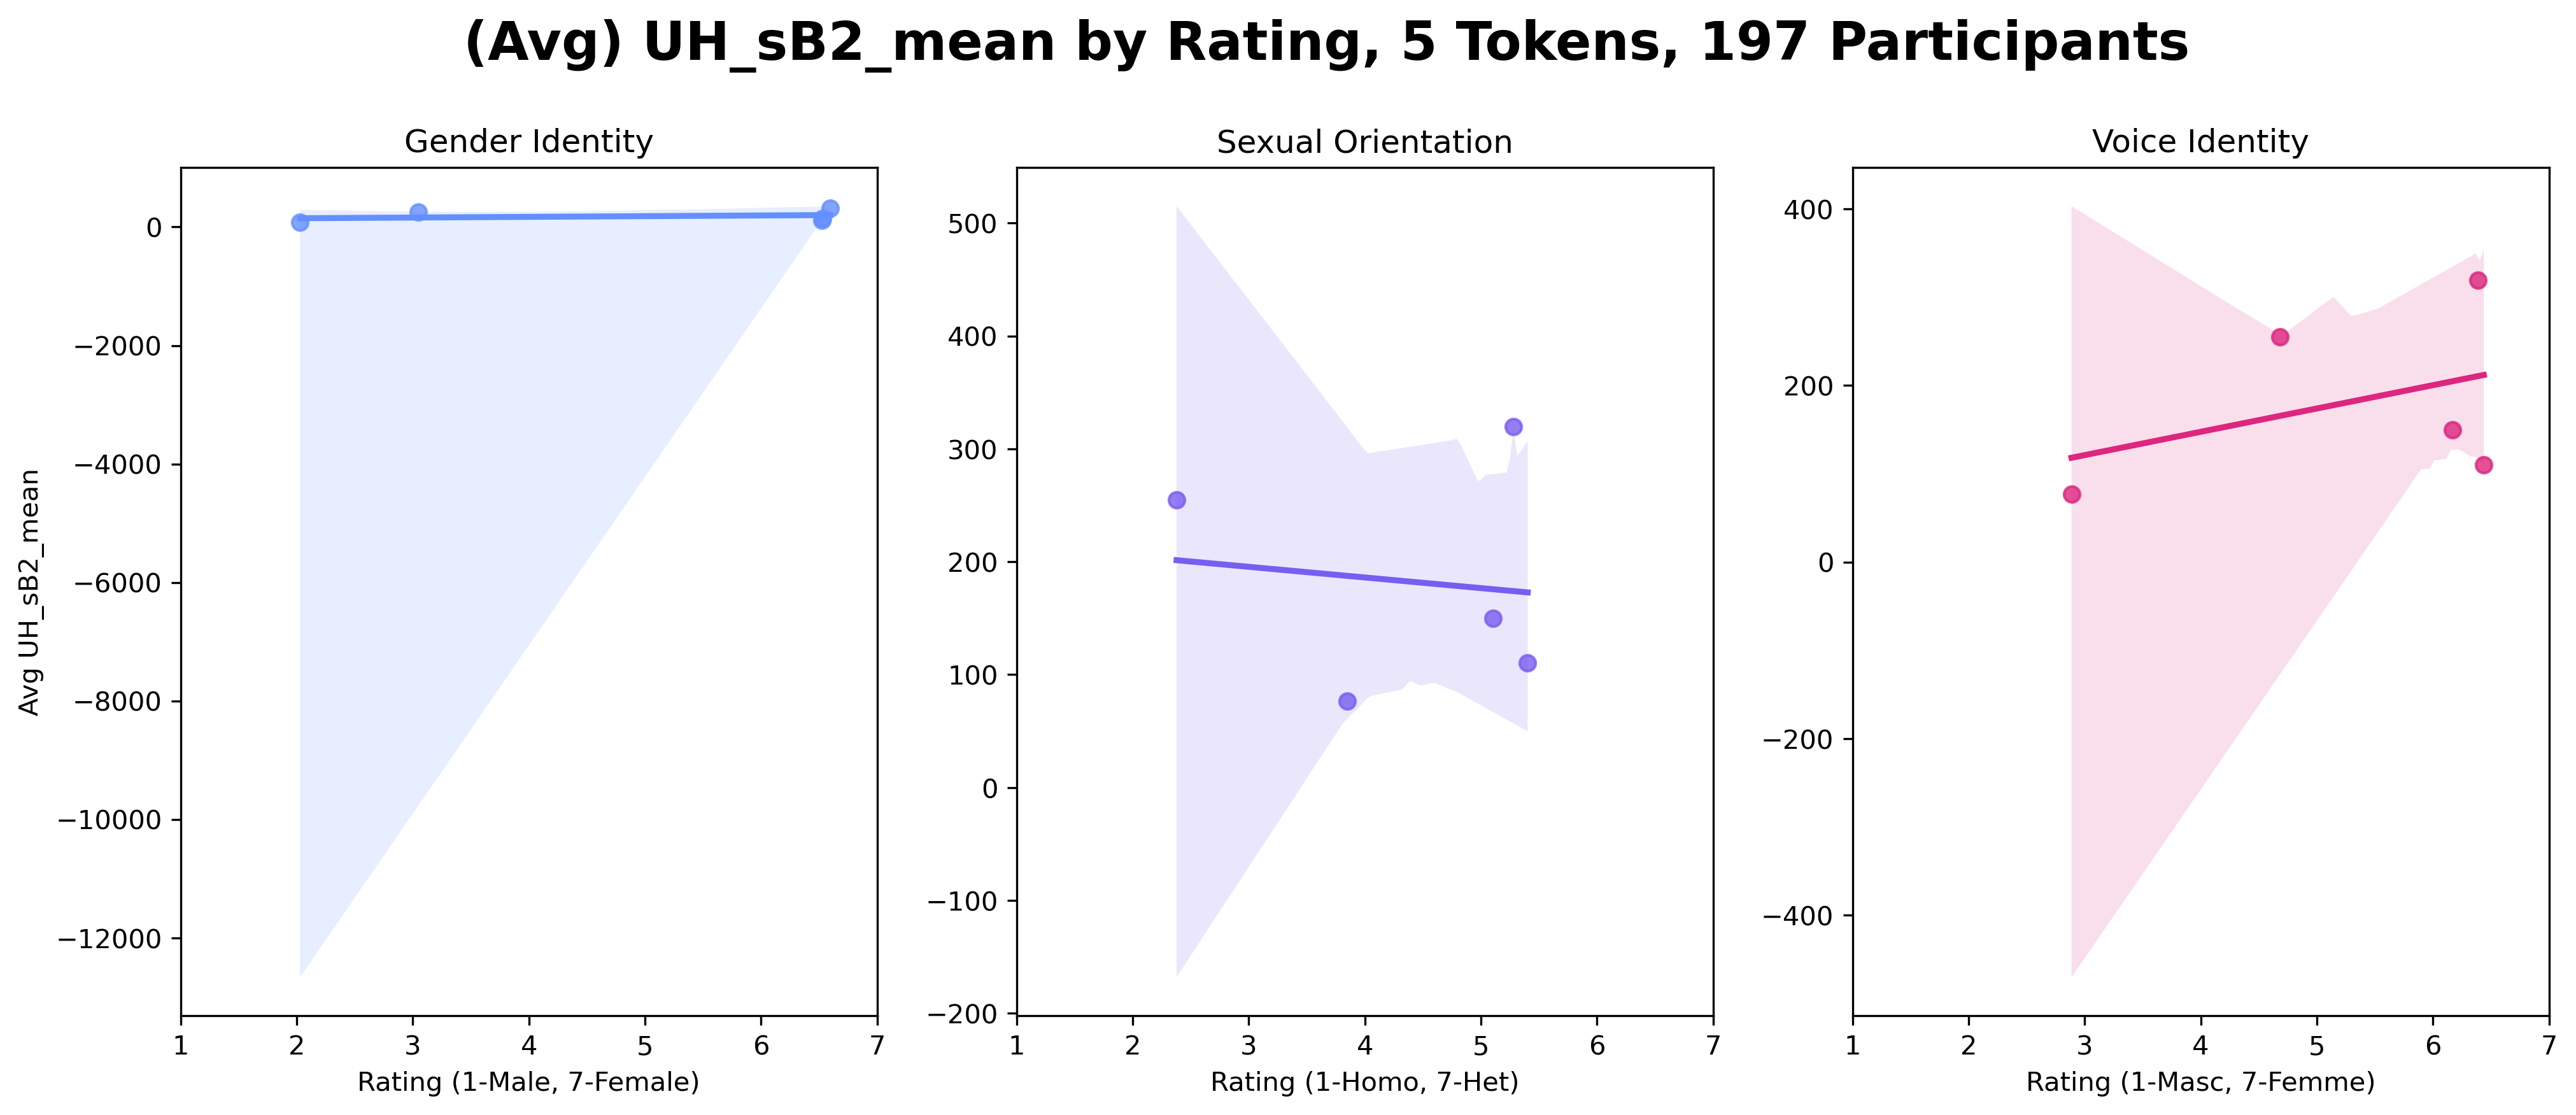 (Avg) UH_sB2_mean by Rating, 5 Tokens, 197 Participants
Gender Identity
0
−2000
−4000
−6000
−8000
−10000
−12000
Avg UH_sB2_mean
1 2 3 4 5 6 7
Rating (1-Male, 7-Female)
Sexual Orientation
500
400
300
200
100
0
−100
−200
1 2 3 4 5 6 7
Rating (1-Homo, 7-Het)
Voice Identity
400
200
0
−200
−400
1 2 3 4 5 6 7
Rating (1-Masc, 7-Femme)